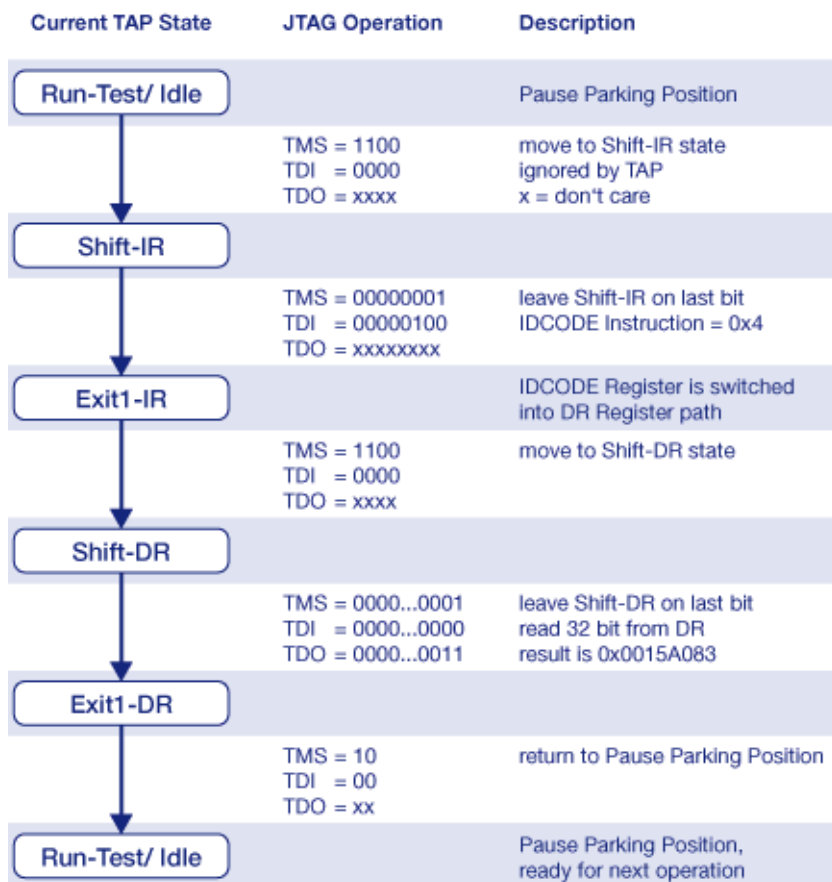 Current TAP State JTAG Operation Description
Run-Test/ Idle Pause Parking Position
TMS = 1100 move to Shift-IR state
TDI = 0000 ignored by TAP
TDO = xxxx x = don't care
Shift-IR
TMS = 00000001 leave Shift-IR on last bit
TDI = 00000100 IDCODE Instruction = 0x4
TDO = xxxxxxxx
Exit1-IR IDCODE Register is switched
into DR Register path
TMS = 1100 move to Shift-DR state
TDI = 0000
TDO = xxxx
Shift-DR
TMS = 0000...0001 leave Shift-DR on last bit
TDI = 0000...0000 read 32 bit from DR
TDO = 0000...0011 result is 0x0015A083
Exit1-DR
TMS = 10 return to Pause Parking Position
TDI = 00
TDO = xx
Run-Test/ Idle Pause Parking Position,
ready for next operation